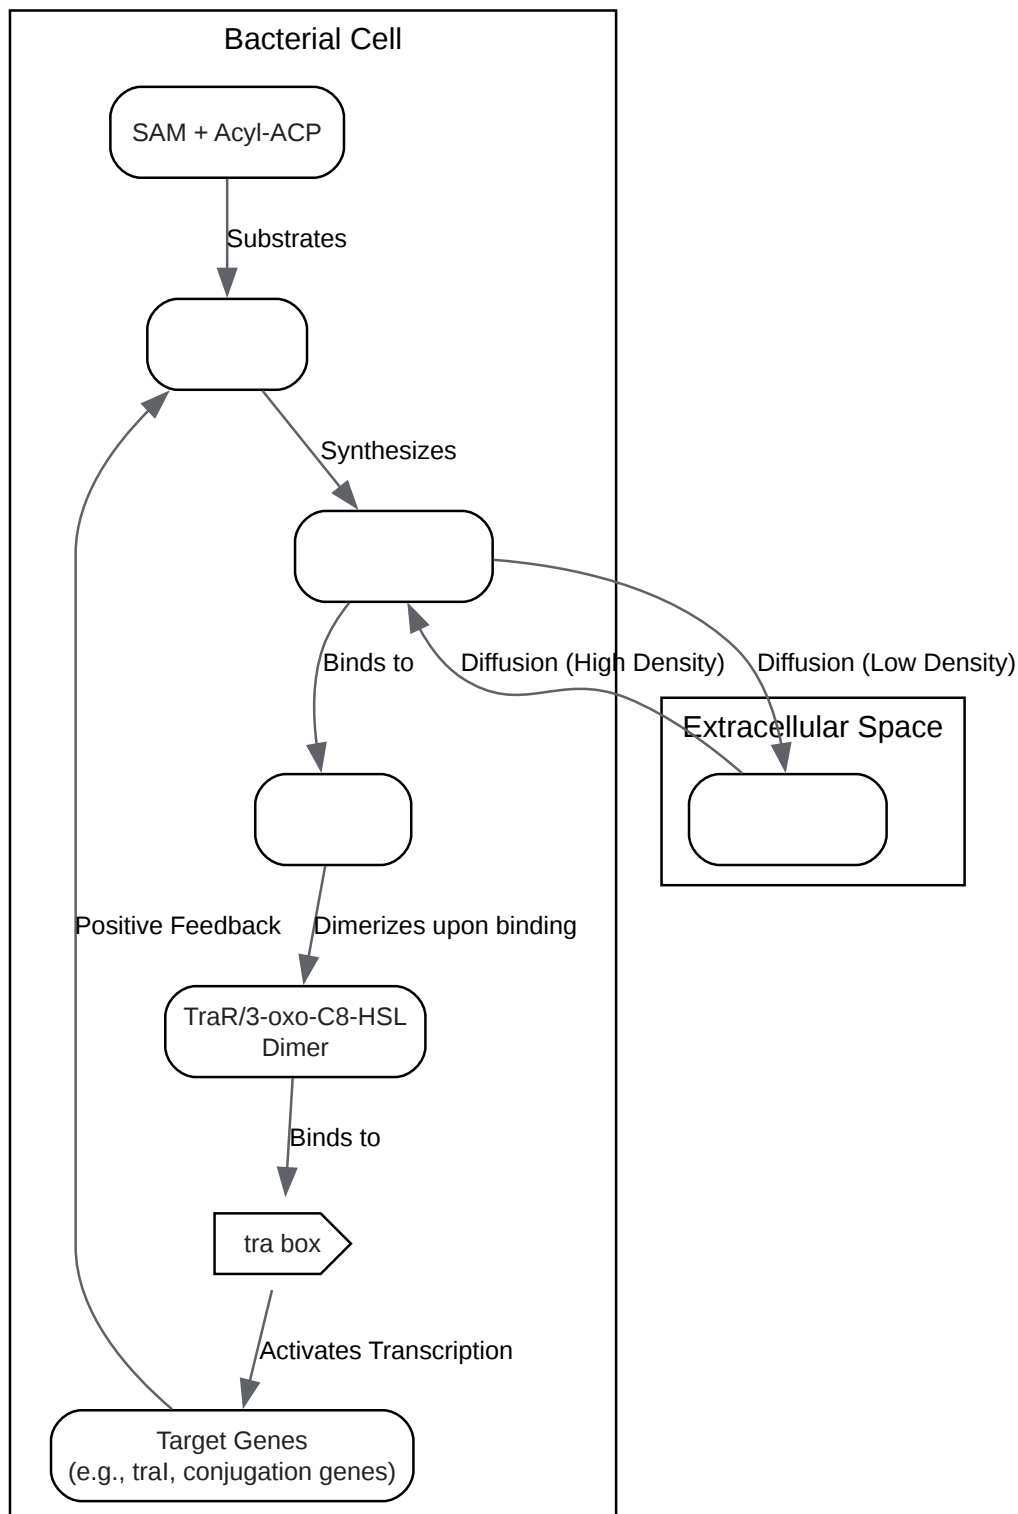 Bacterial Cell
SAM + Acyl-ACP
Substrates
Synthesizes
Binds to
Diffusion (High Density)
Diffusion (Low Density)
Extracellular Space
Positive Feedback
Dimerizes upon binding
TraR/3-oxo-C8-HSL
Dimer
Binds to
tra box
Activates Transcription
Target Genes
(e.g., traI, conjugation genes)